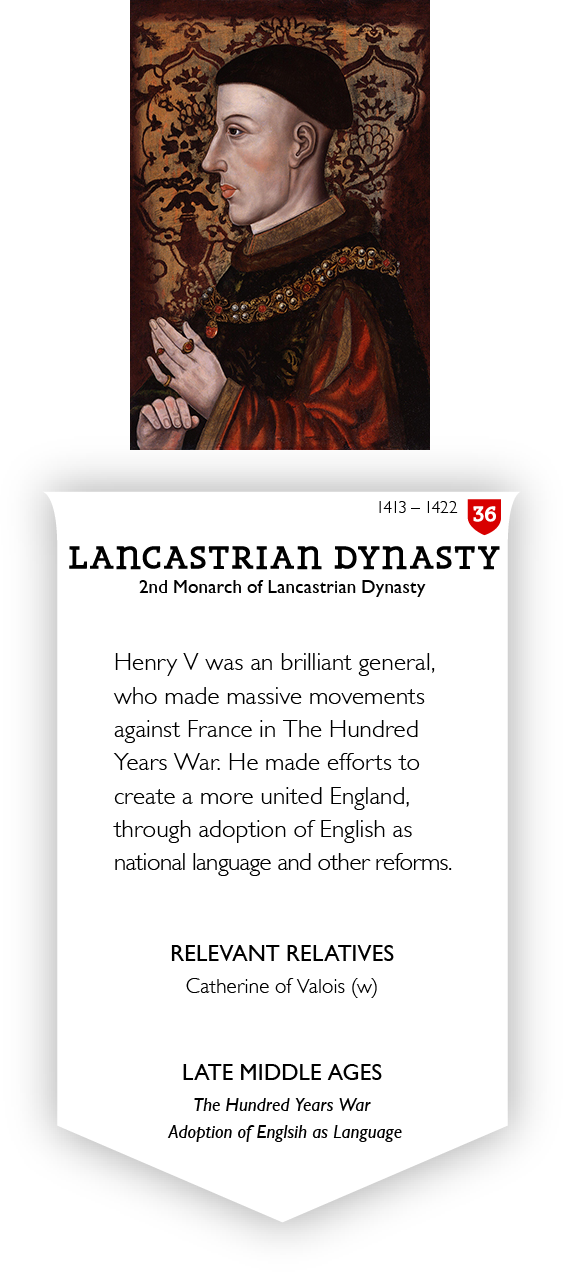 1413 – 1422 36
LANCASTRIAN DYNASTY
2nd Monarch of Lancastrian Dynasty
Henry V was an brilliant general,
who made massive movements
against France in The Hundred
Years War. He made efforts to
create a more united England,
through adoption of English as
national language and other reforms.
RELEVANT RELATIVES
Catherine of Valois (w)
LATE MIDDLE AGES
The Hundred Years War
Adoption of Englsih as Language